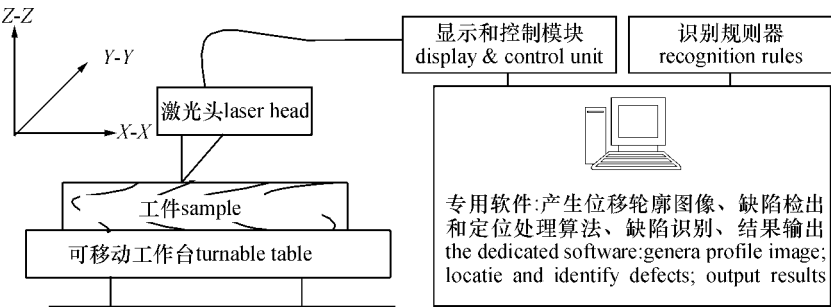 Z-Z
Y-Y
X-X
激光头laser head
工件sample
可移动工作台turnable table
显示和控制模块
display & control unit
识别规则器
recognition rules
专用软件:产生位移轮廓图像、缺陷检出
和定位处理算法、缺陷识别、结果输出
the dedicated software:genera profile image;
locatie and identify defects; output results